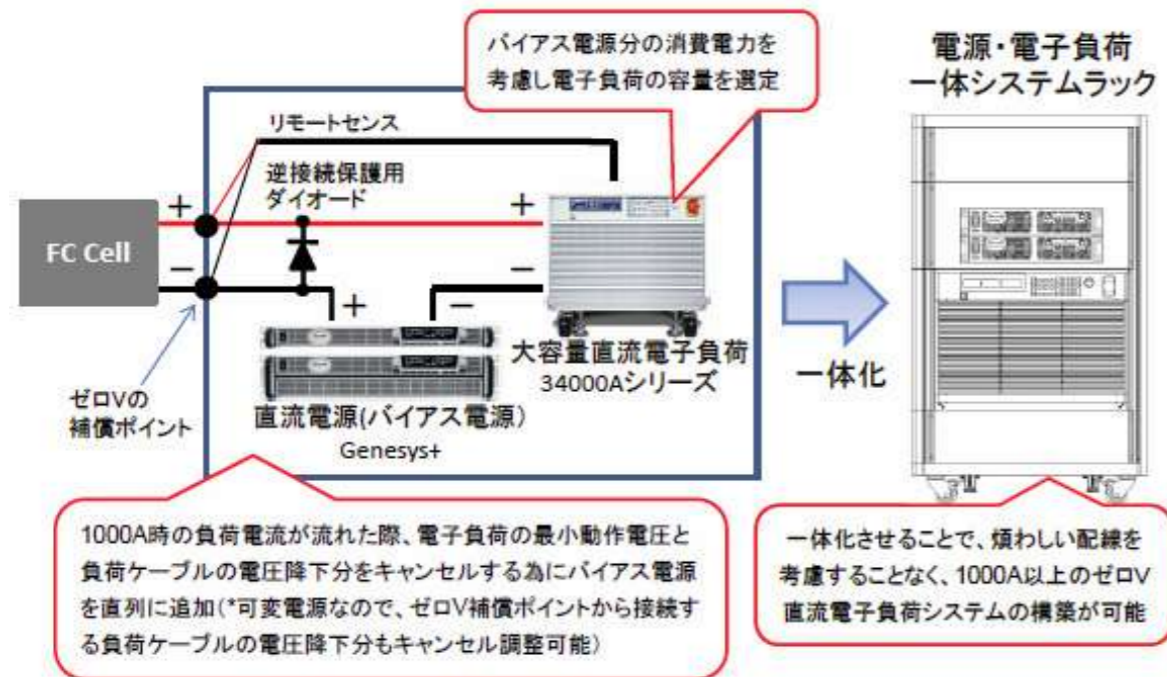 バイアス電源分の消費電力を
考慮し電子負荷の容量を選定
電源・電子負荷
一体システムラック
リモートセンス
逆接続保護用
ダイオード
+
+
FC Cell
−
−
+
−
大容量直流電子負荷
34000Aシリーズ
一体化
ゼロVの
補償ポイント
直流電源(バイアス電源)
Genesys+
1000A時の負荷電流が流れた際、電子負荷の最小動作電圧と
負荷ケーブルの電圧降下分をキャンセルする為にバイアス電源
を直列に追加(*可変電源なので、ゼロV補償ポイントから接続す
る負荷ケーブルの電圧降下分もキャンセル調整可能)
一体化させることで、煩わしい配線を
考慮することなく、1000A以上のゼロV
直流電子負荷システムの構築が可能